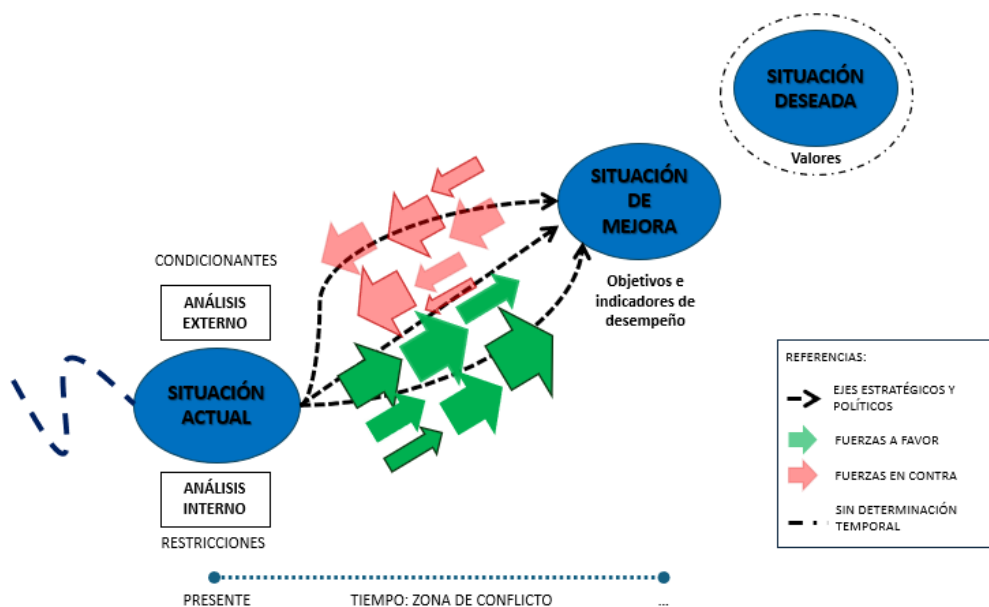 SITUACIÓN
DESEADA
Valores
SITUACIÓN
DE
MEJORA
Objetivos e
indicadores de
desempeño
CONDICIONANTES
ANÁLISIS
EXTERNO
SITUACIÓN
ACTUAL
ANÁLISIS
INTERNO
RESTRICCIONES
REFERENCIAS:
EJES ESTRATÉGICOS Y
POLÍTICOS
FUERZAS A FAVOR
FUERZAS EN CONTRA
SIN DETERMINACIÓN
TEMPORAL
PRESENTE
TIEMPO: ZONA DE CONFLICTO
...